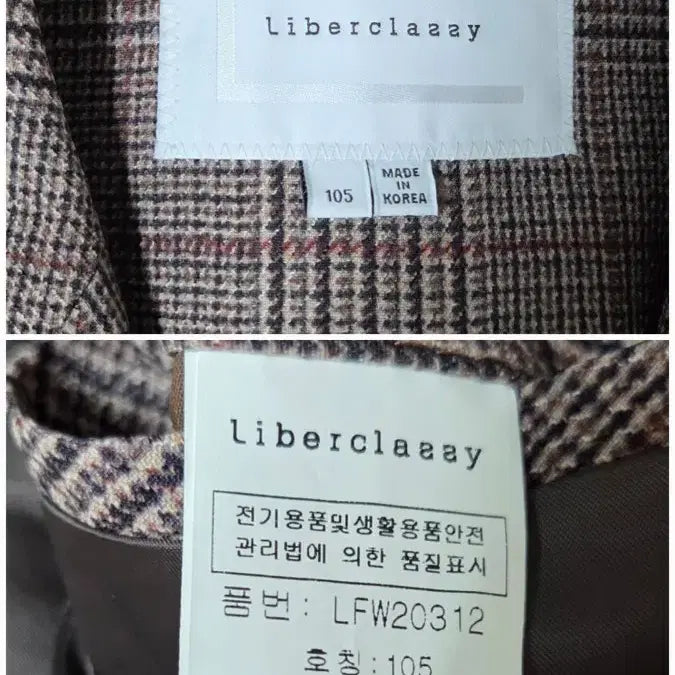 Liberclassy
105
MADE
IN
KOREA
Liberclassy
전기용품및생활용품안전
관리법에 의한 품질표시
품번: LFW20312
호칭:105